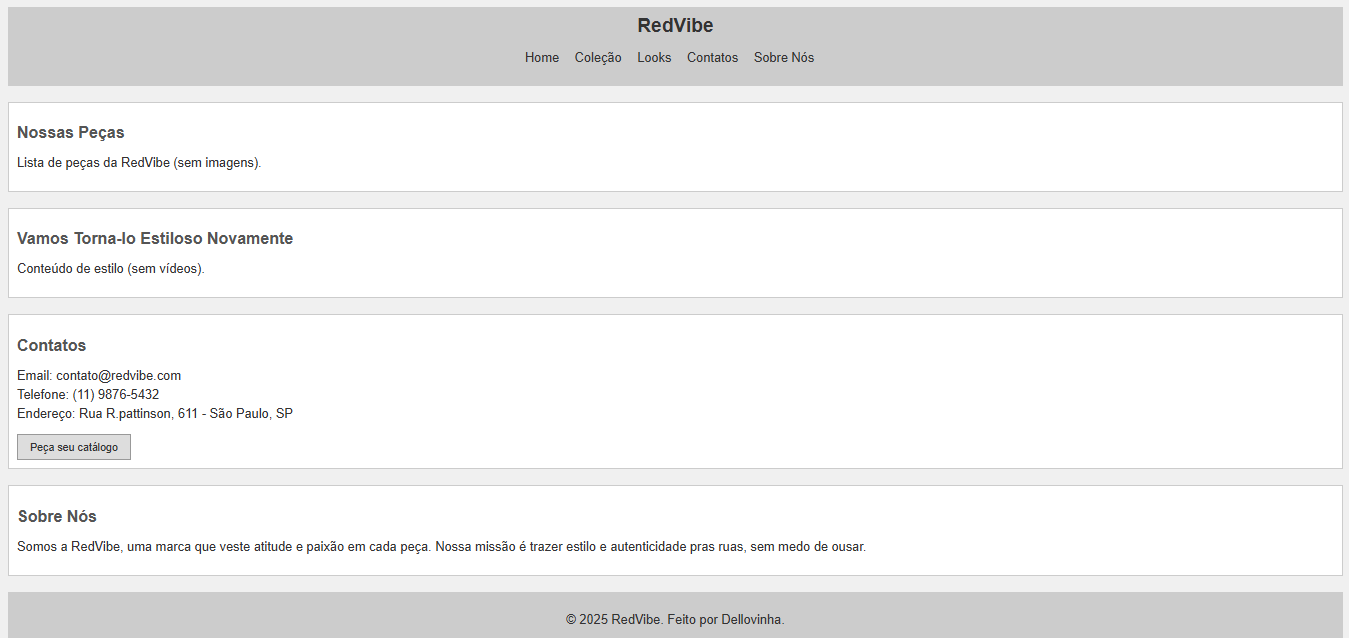 RedVibe
Home Coleção Looks Contatos Sobre Nós
Nossas Peças
Lista de peças da RedVibe (sem imagens).
Vamos Torna-lo Estiloso Novamente
Conteúdo de estilo (sem vídeos).
Contatos
Email: contato@redvibe.com
Telefone: (11) 9876-5432
Endereço: Rua R.pattinson, 611 - São Paulo, SP
Peça seu catálogo
Sobre Nós
Somos a RedVibe, uma marca que veste atitude e paixão em cada peça. Nossa missão é trazer estilo e autenticidade pras ruas, sem medo de ousar.
© 2025 RedVibe. Feito por Dellovinha.